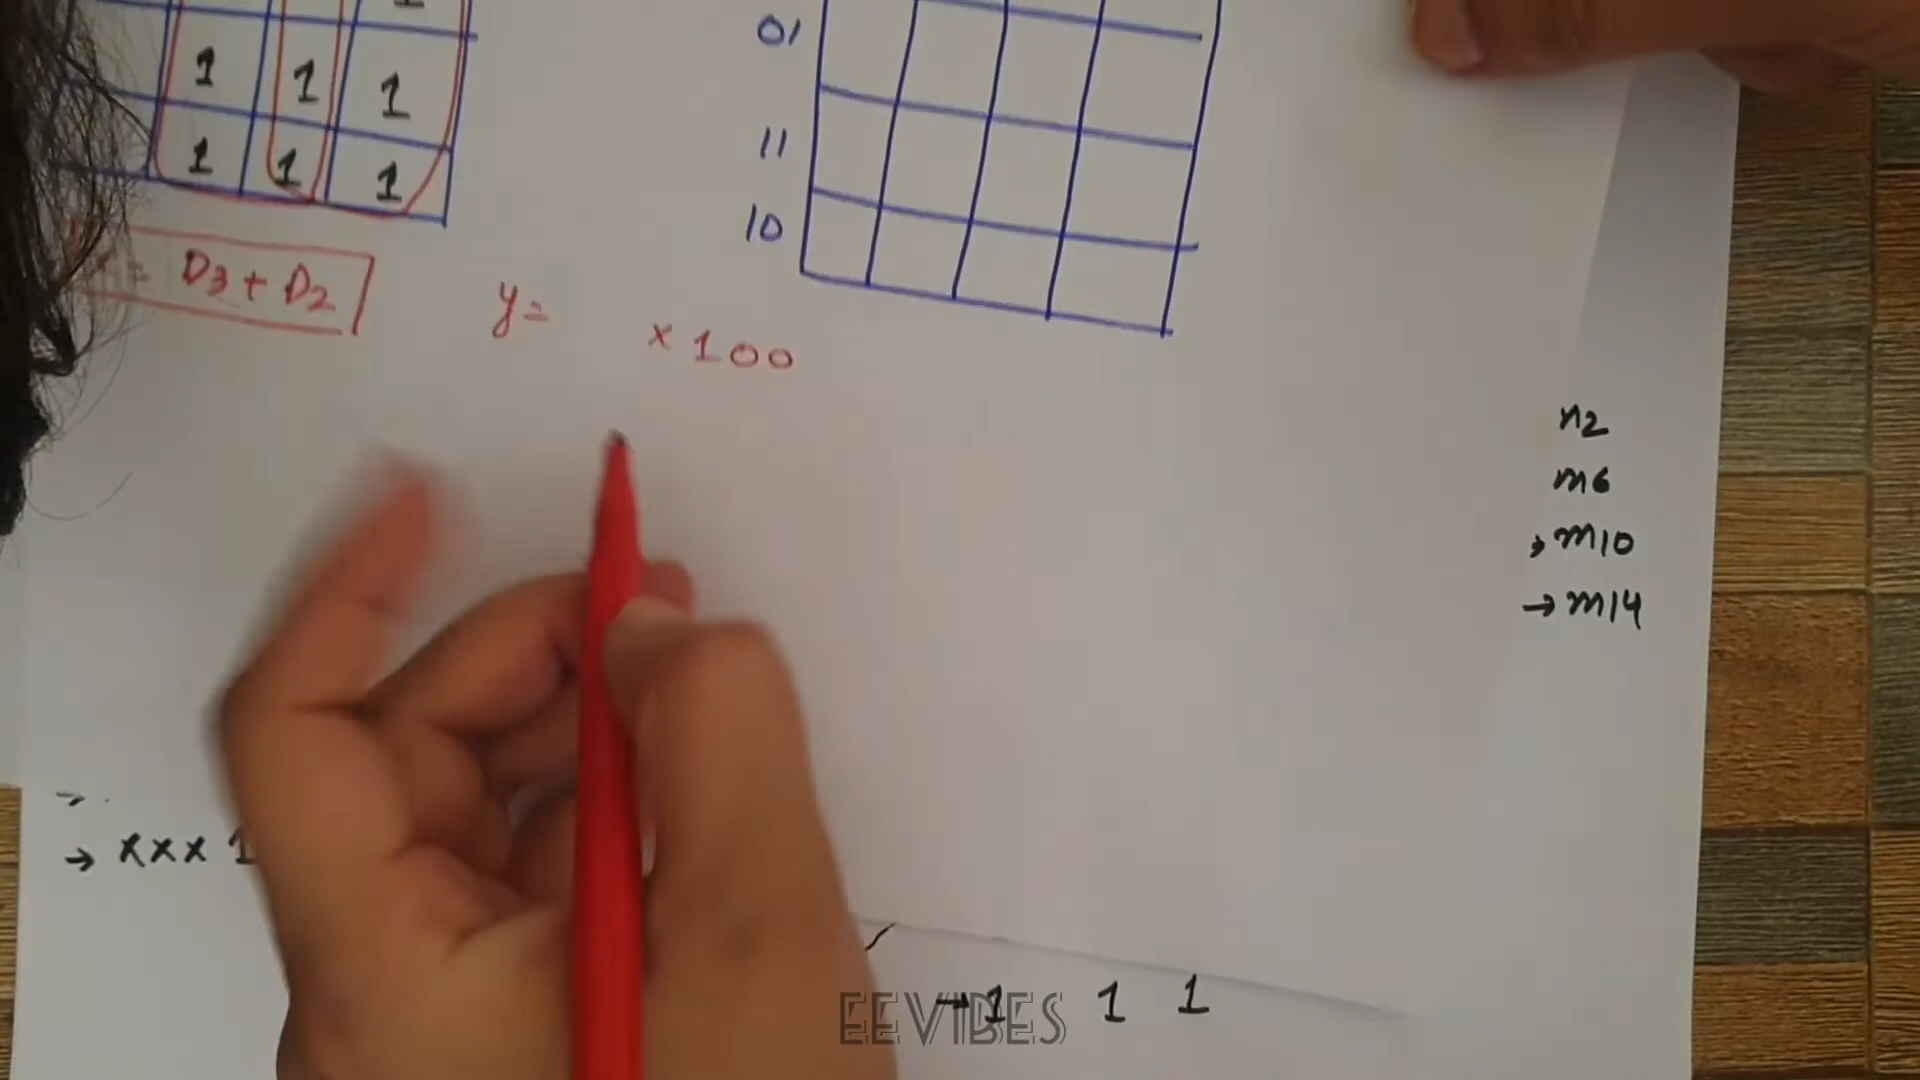 01
1 1 1
11
1 1 1
10
x = D3 + D2
y =
x 1 0 0
m2
m6
→ m10
→ m14
→ x x x 1
→ 1 1 1
EEVIBES